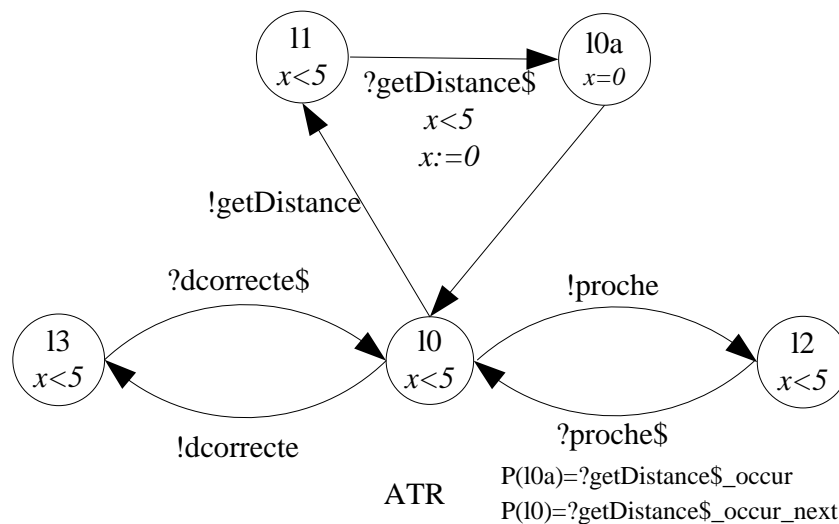 l1
x<5
l0a
x=0
?getDistance$
x<5
x:=0
!getDistance
?dcorrecte$
!proche
l3
x<5
l0
x<5
l2
x<5
!dcorrecte
?proche$
ATR
P(l0a)=?getDistance$_occur
P(l0)=?getDistance$_occur_next